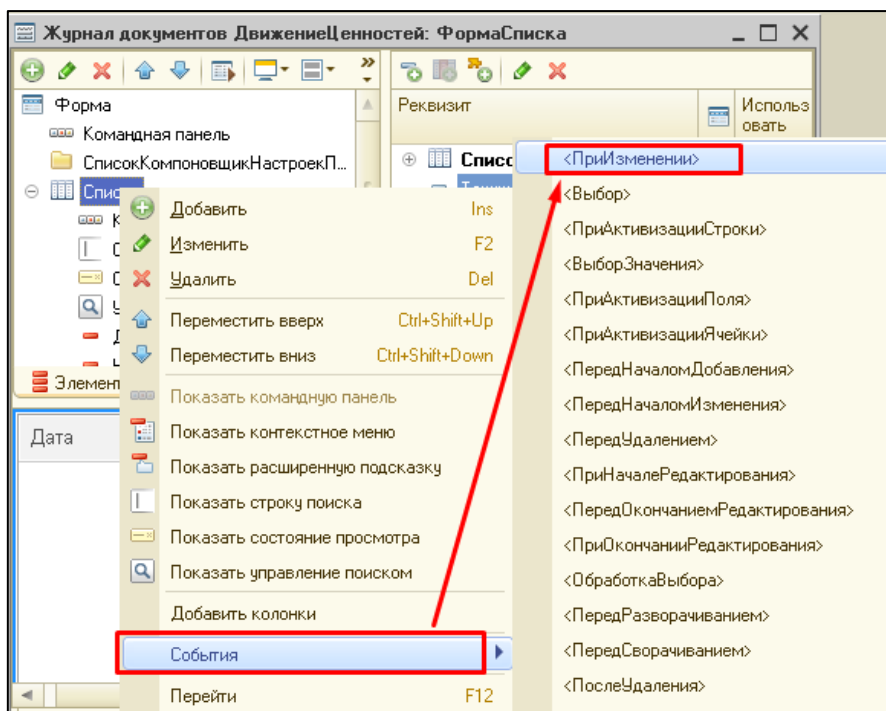 Журнал документов ДвижениеЦенностей: ФормаСписка
Форма
Командная панель
СписокКомпоновщикНастроекП...
Реквизит
Использ
овать
Добавить Ins
Изменить F2
Удалить Del
Переместить вверх Ctrl+Shift+Up
Переместить вниз Ctrl+Shift+Down
Показать командную панель
Показать контекстное меню
Показать расширенную подсказку
Показать строку поиска
Показать состояние просмотра
Показать управление поиском
Добавить колонки
События
Перейти F12
Дата
<ПриИзменении>
<Выбор>
<ПриАктивизацииСтроки>
<ВыборЗначения>
<ПриАктивизацииПоля>
<ПриАктивизацииЯчейки>
<ПередНачаломДобавления>
<ПередНачаломИзменения>
<ПередУдалением>
<ПриНачалеРедактирования>
<ПередОкончаниемРедактирования>
<ПриОкончанииРедактирования>
<ОбработкаВыбора>
<ПередРазворачиванием>
<ПередСворачиванием>
<ПослеУдаления>